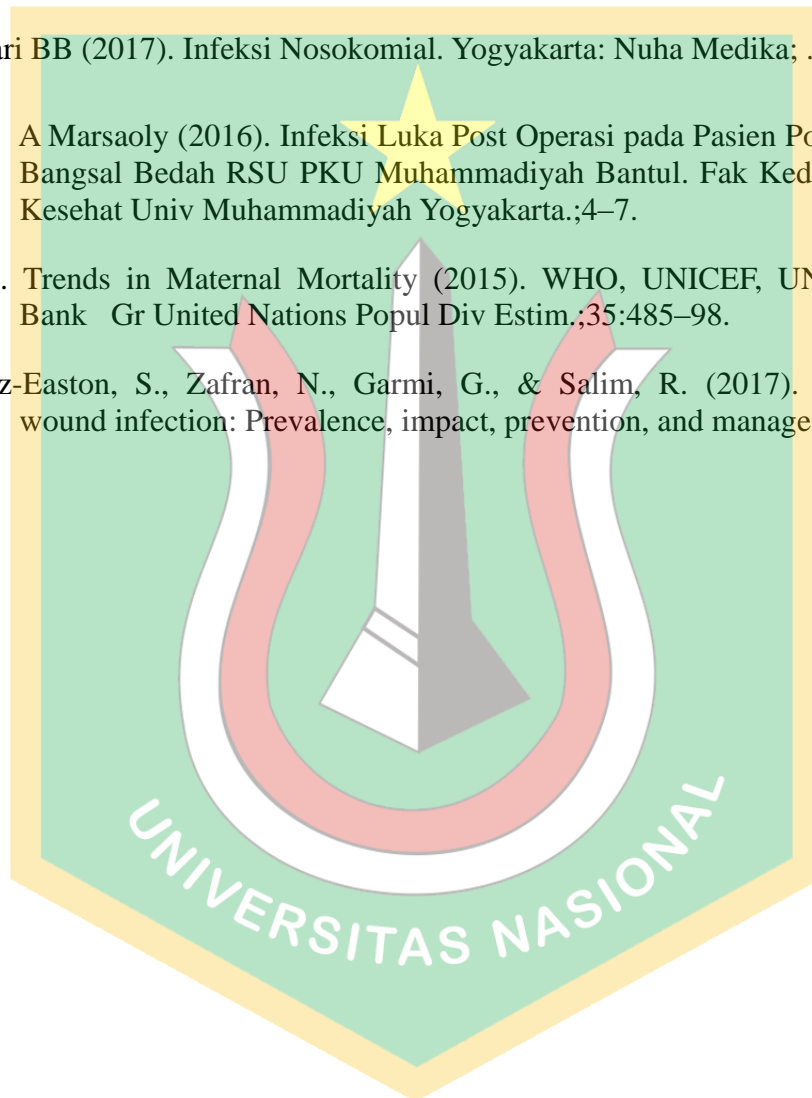 ri BB (2017). Infeksi Nosokomial. Yogyakarta: Nuha Medika; .
A Marsaoly (2016). Infeksi Luka Post Operasi pada Pasien Po
Bangsal Bedah RSU PKU Muhammadiyah Bantul. Fak Ked
Kesehat Univ Muhammadiyah Yogyakarta.;4–7.
. Trends in Maternal Mortality (2015). WHO, UNICEF, UN
Bank Gr United Nations Popul Div Estim.;35:485–98.
z-Easton, S., Zafran, N., Garmi, G., & Salim, R. (2017).
wound infection: Prevalence, impact, prevention, and manage
UNIVERSITAS NASIONAL